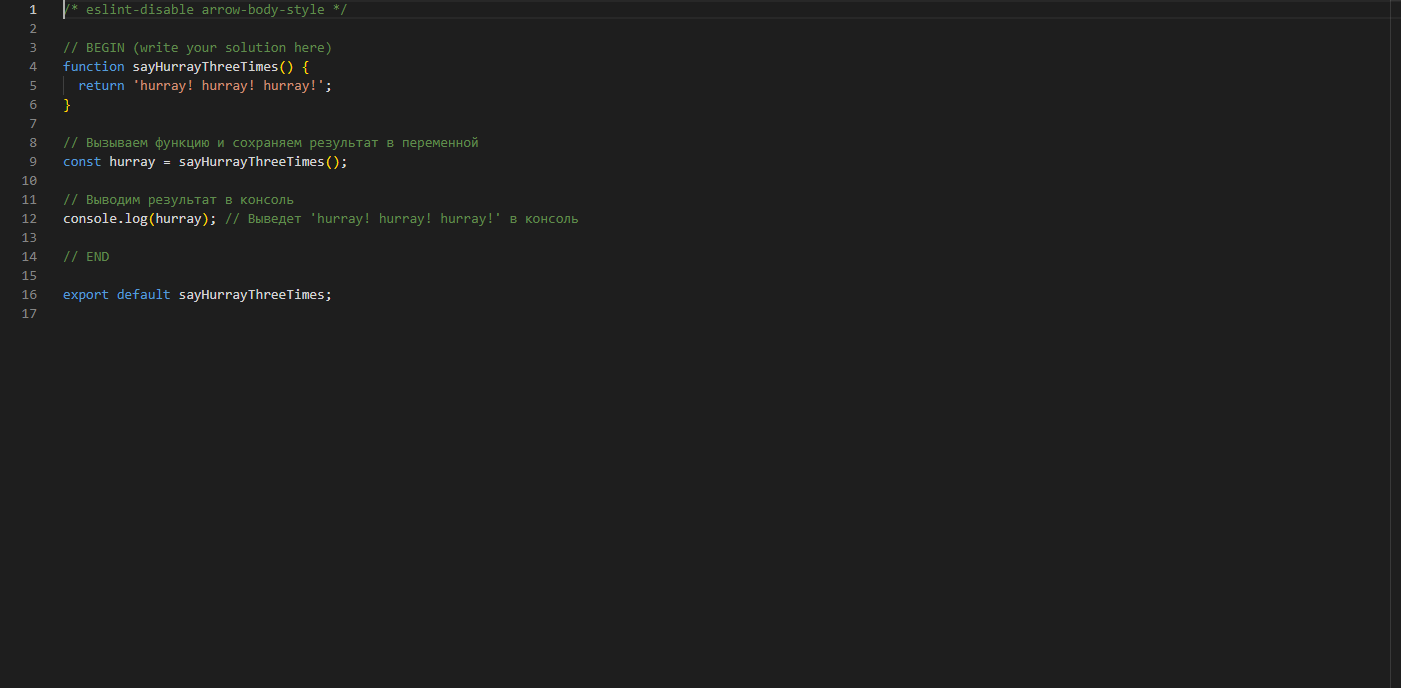 1 /* eslint-disable arrow-body-style */
2
3 // BEGIN (write your solution here)
4 function sayHurrayThreeTimes() {
5   return 'hurray! hurray! hurray!';
6 }
7
8 // Вызываем функцию и сохраняем результат в переменной
9 const hurray = sayHurrayThreeTimes();
10
11 // Выводим результат в консоль
12 console.log(hurray); // Выведет 'hurray! hurray! hurray!' в консоль
13
14 // END
15
16 export default sayHurrayThreeTimes;
17